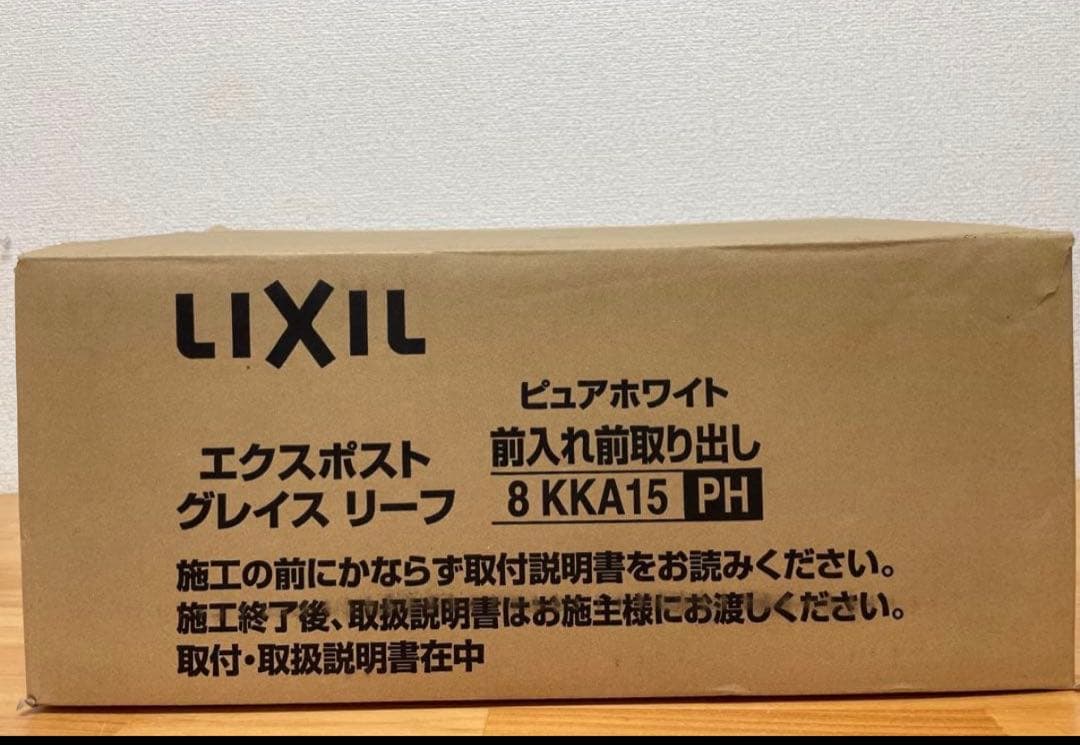 LIXIL
ピュアホワイト
エクスポスト
グレイス リーフ
前入れ前取り出し
8 KKA15 PH
施工の前にかならず取付説明書をお読みください。
施工終了後、取扱説明書はお施主様にお渡しください。
取付・取扱説明書在中